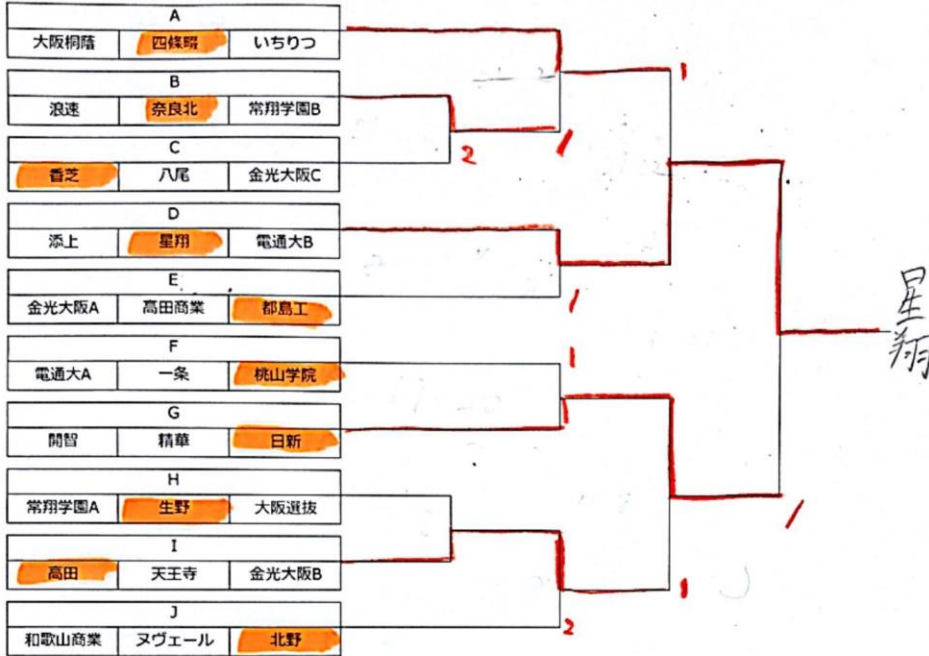 A
大阪桐蔭 四條畷 いちりつ
1
B
浪速 奈良北 常翔学園B
1
C
2
香芝 八尾 金光大阪C
D
添上 星翔 電通大B
E
金光大阪A 高田商業 都島工
1
星翔
F
1
電通大A 一条 桃山学院
G
1
開智 精華 日新
H
常翔学園A 生野 大阪選抜
1
I
高田 天王寺 金光大阪B
1
J
2
和歌山商業 ヌヴェール 北野